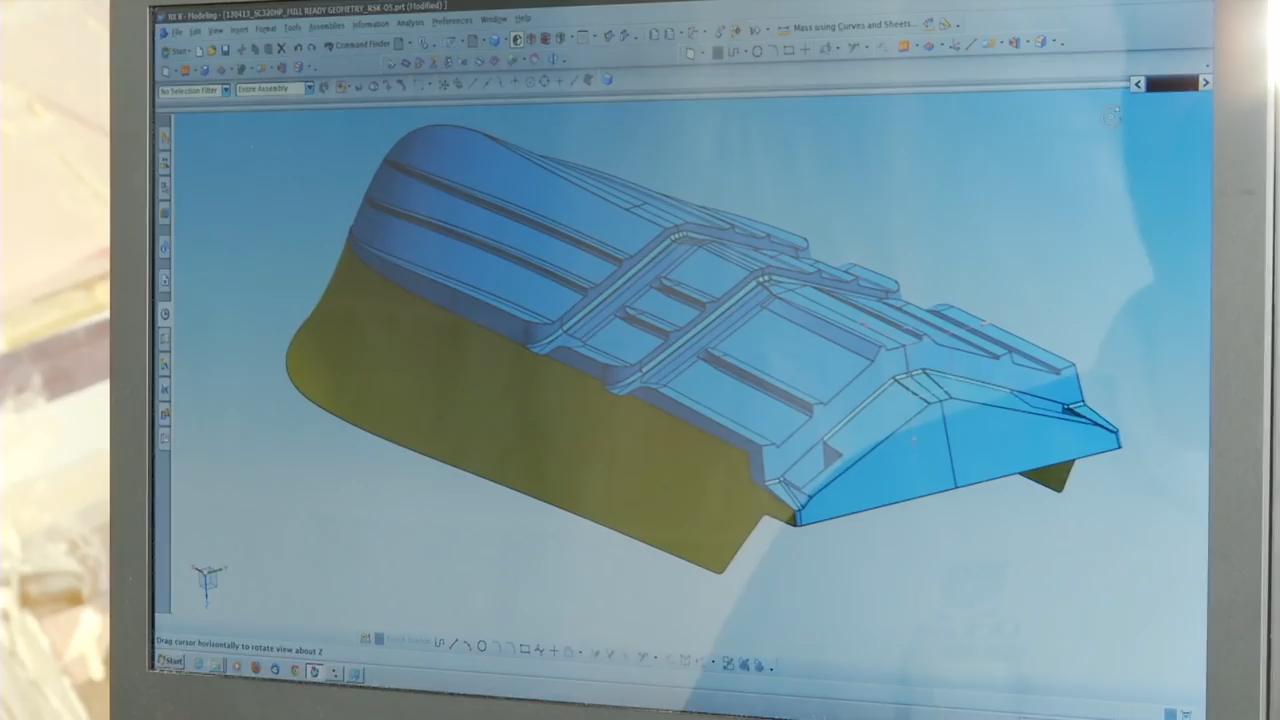 NX 8 - Modeling - [130413_SC320HP_MILL READY GEOMETRY_RSK-05.prt (Modified) ]
File Edit View Insert Format Tools Assemblies Information Analysis Preferences Window Help
Start Command Finder Mass using Curves and Sheets...
No Selection Filter Entire Assembly
Drag cursor horizontally to rotate view about Z
Start